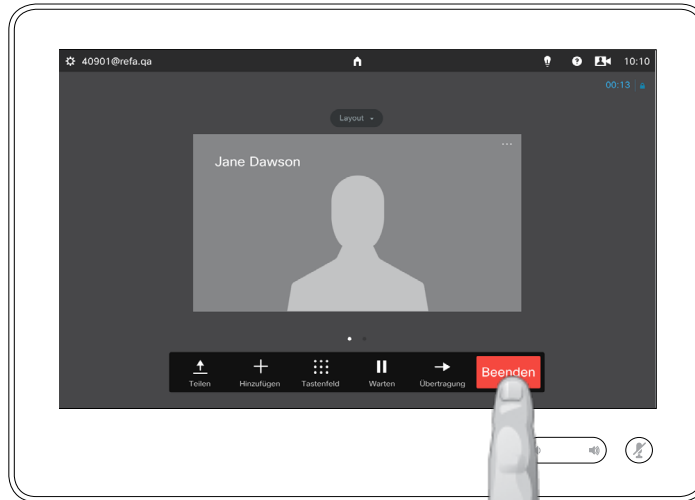 40901@refa.qa
10:10
00:13
Layout
Jane Dawson
Teilen
Hinzufügen
Tastenfeld
Warten
Übertragung
Beenden